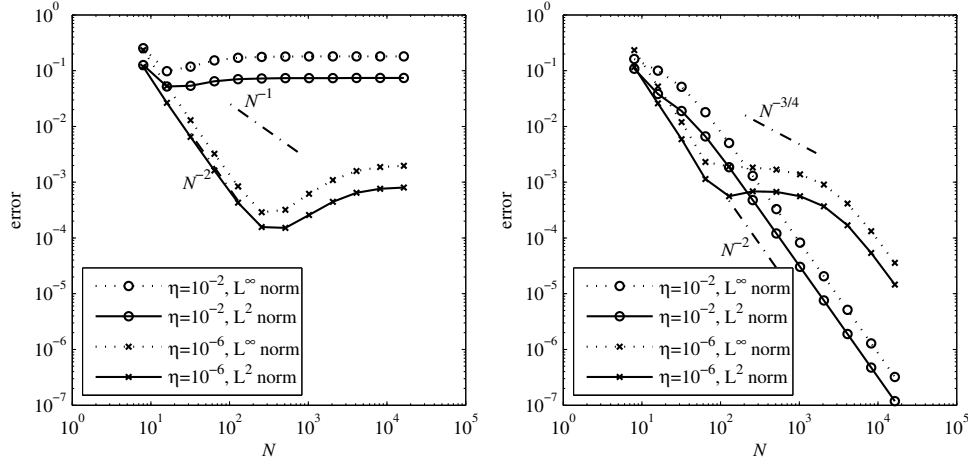 10^0
10^-1
10^-2
10^-3
10^-4
10^-5
10^-6
10^-7
error
N^-1
N^-2
η=10^-2, L^∞ norm
η=10^-2, L^2 norm
η=10^-6, L^∞ norm
η=10^-6, L^2 norm
10^0 10^1 10^2 10^3 10^4 10^5
N
10^0
10^-1
10^-2
10^-3
10^-4
10^-5
10^-6
10^-7
error
N^-3/4
N^-2
η=10^-2, L^∞ norm
η=10^-2, L^2 norm
η=10^-6, L^∞ norm
η=10^-6, L^2 norm
10^0 10^1 10^2 10^3 10^4 10^5
N